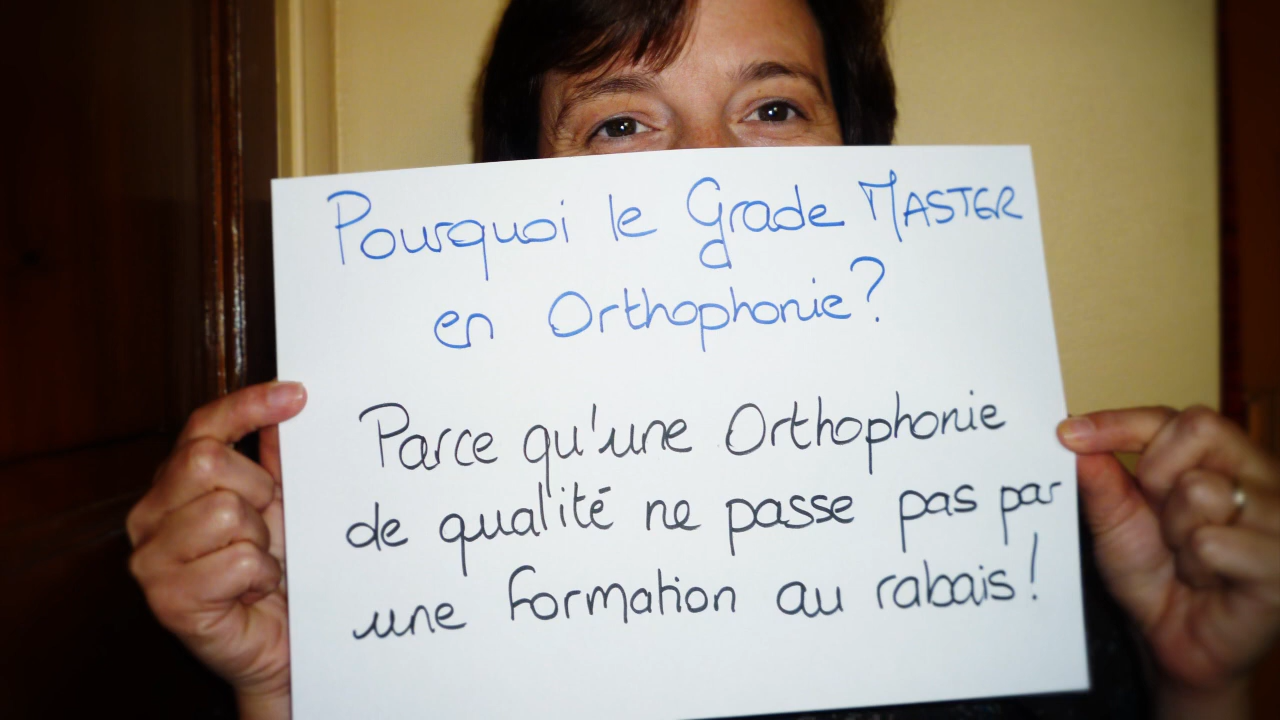 Pourquoi le Grade MASTER
en Orthophonie?
Parce qu'une Orthophonie
de qualité ne passe pas par
une formation au rabais!